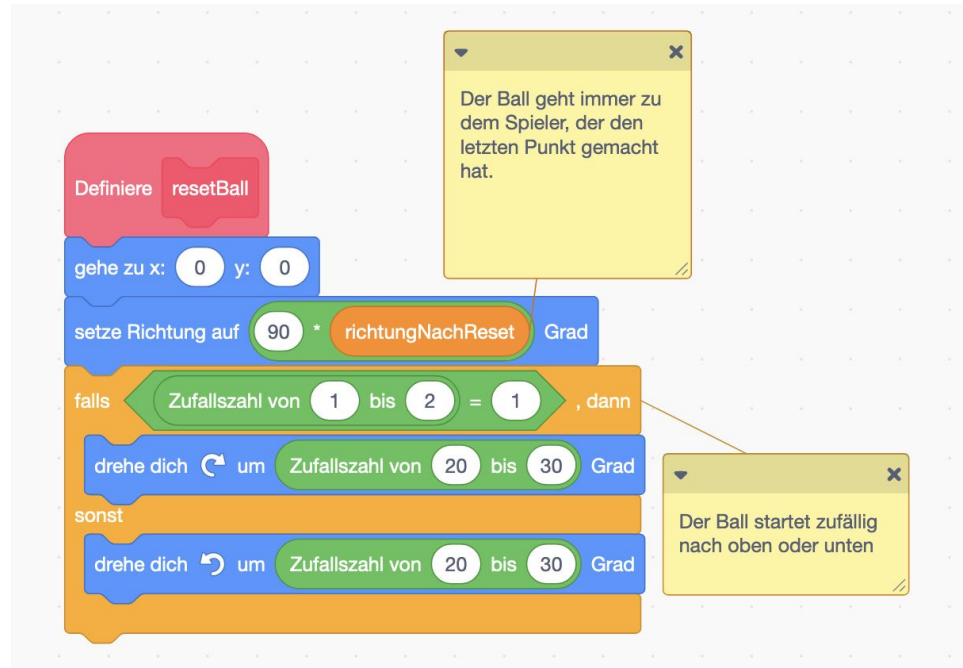 Der Ball geht immer zu
dem Spieler, der den
letzten Punkt gemacht
hat.
Definiere resetBall
gehe zu x: 0 y: 0
setze Richtung auf 90 * richtungNachReset Grad
falls Zufallszahl von 1 bis 2 = 1 , dann
drehe dich um Zufallszahl von 20 bis 30 Grad
sonst
drehe dich um Zufallszahl von 20 bis 30 Grad
Der Ball startet zufällig
nach oben oder unten